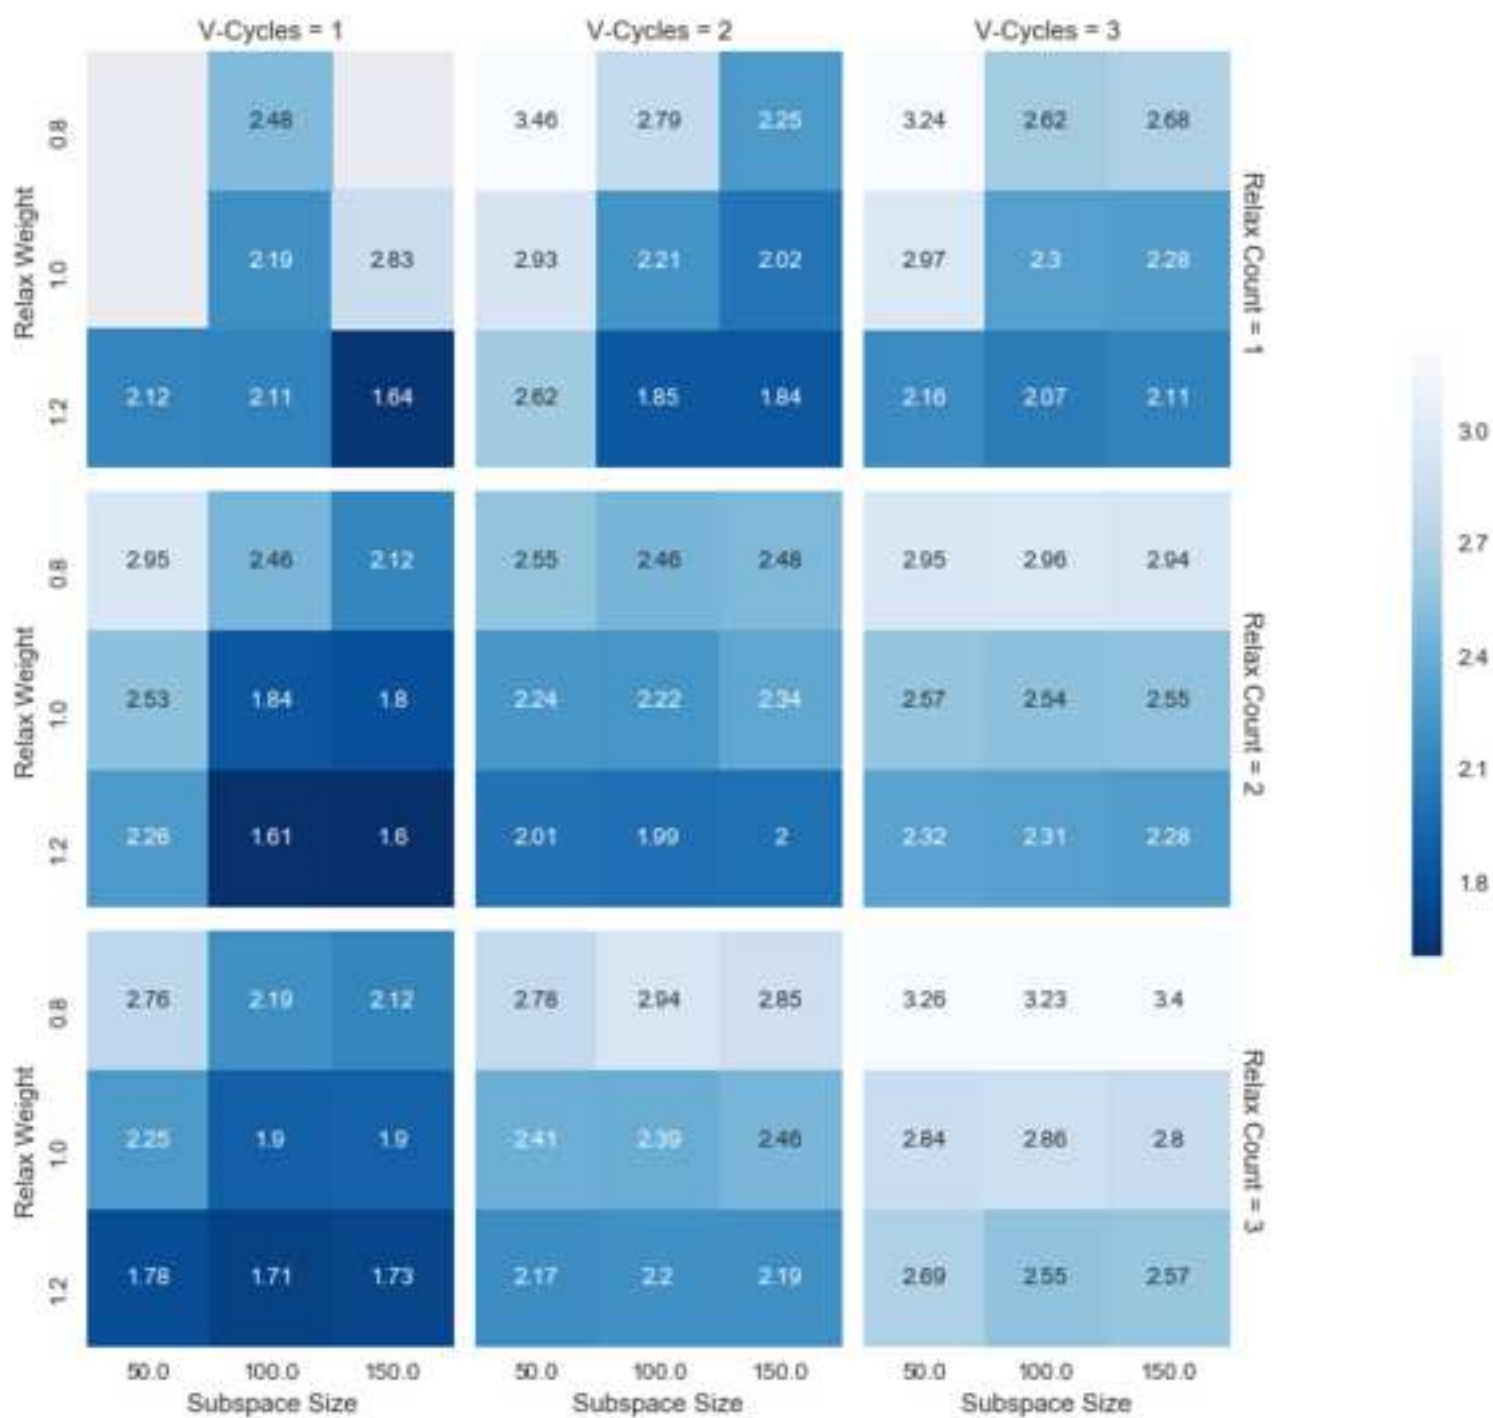 V-Cycles = 1 V-Cycles = 2 V-Cycles = 3
0.8 2.48 3.46 2.79 2.25 3.24 2.62 2.68
Relax Weight 1.0 2.19 2.83 2.93 2.21 2.02 2.97 2.3 2.28 Relax Count = 1
1.2 2.12 2.11 1.64 2.62 1.85 1.84 2.16 2.07 2.11
0.8 2.95 2.46 2.12 2.55 2.46 2.48 2.95 2.96 2.94
Relax Weight 1.0 2.53 1.84 1.8 2.24 2.22 2.34 2.57 2.54 2.55 Relax Count = 2
1.2 2.26 1.61 1.6 2.01 1.99 2 2.32 2.31 2.28
0.8 2.76 2.19 2.12 2.78 2.94 2.85 3.26 3.23 3.4
Relax Weight 1.0 2.25 1.9 1.9 2.41 2.39 2.46 2.84 2.86 2.8 Relax Count = 3
1.2 1.78 1.71 1.73 2.17 2.2 2.19 2.69 2.55 2.57
50.0 100.0 150.0 50.0 100.0 150.0 50.0 100.0 150.0
Subspace Size Subspace Size Subspace Size
3.0
2.7
2.4
2.1
1.8